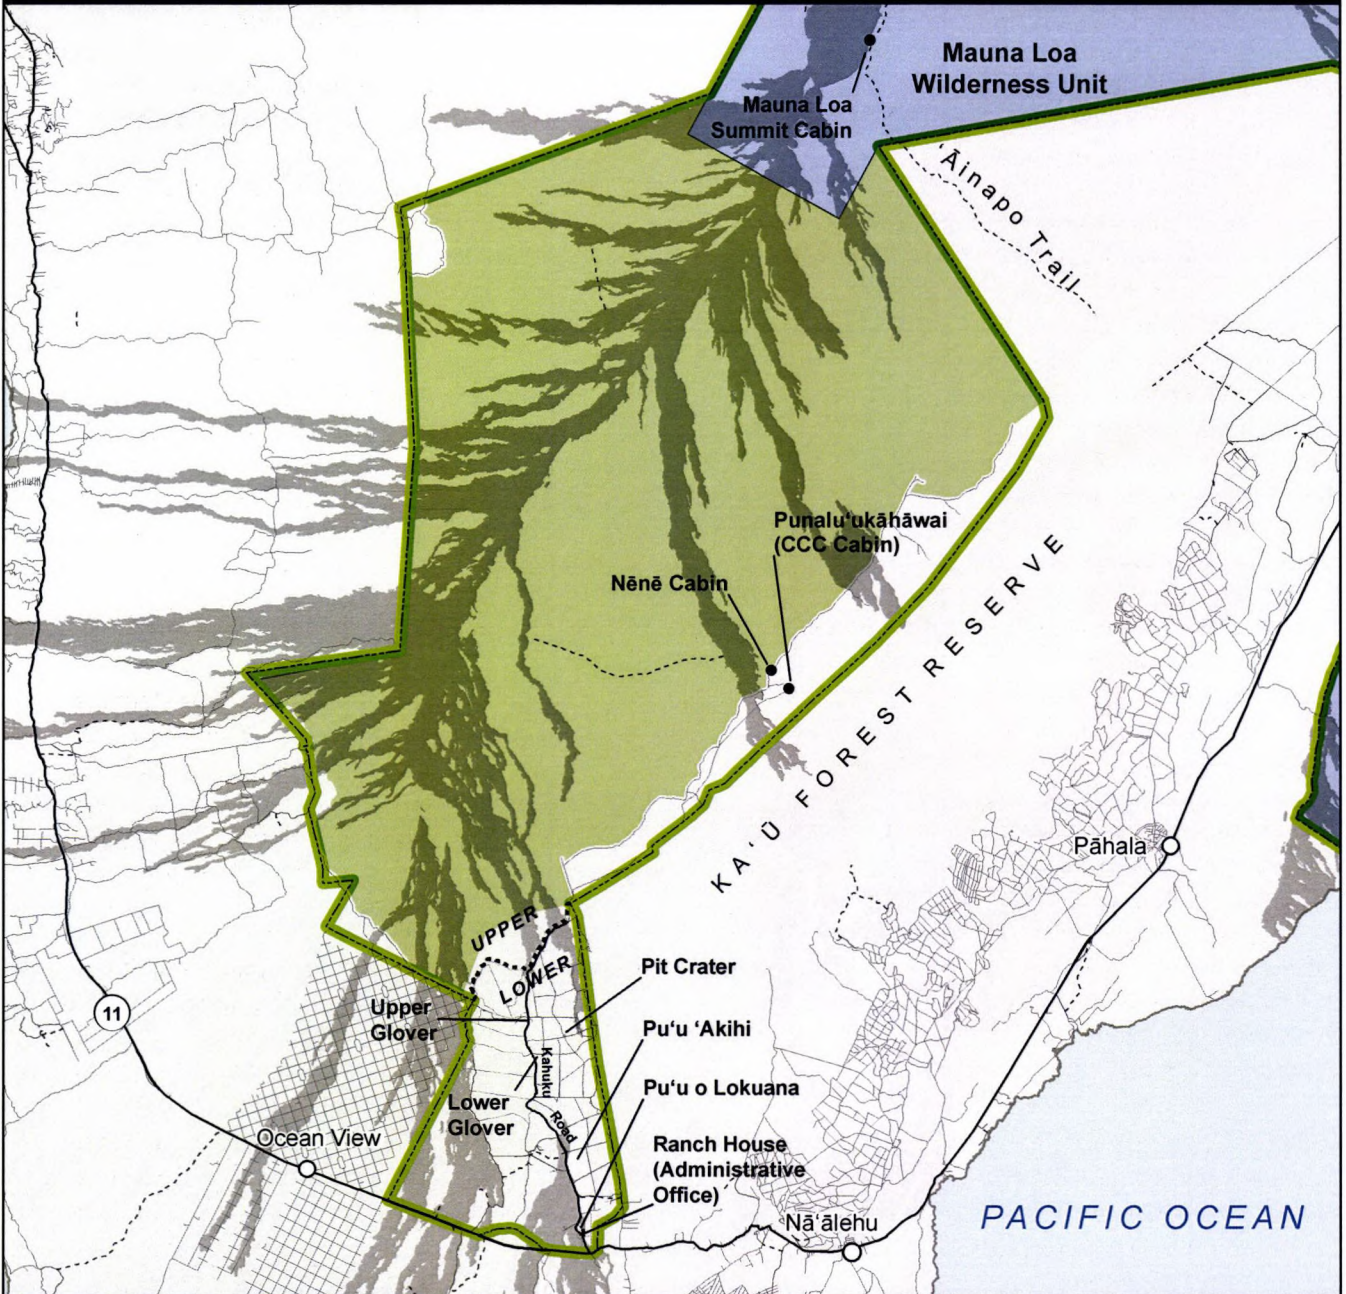 Mauna Loa
Wilderness Unit
Mauna Loa
Summit Cabin
ʻĀinapo Trail
Punaluʻukāhāwai
(CCC Cabin)
Nēnē Cabin
KAʻŪ FOREST RESERVE
Pāhala
UPPER
LOWER
Pit Crater
11
Upper
Glover
Puʻu ʻAkihi
Kahuku
Road
Puʻu o Lokuana
Lower
Glover
Ocean View
Ranch House
(Administrative
Office)
Nāʻālehu
PACIFIC OCEAN